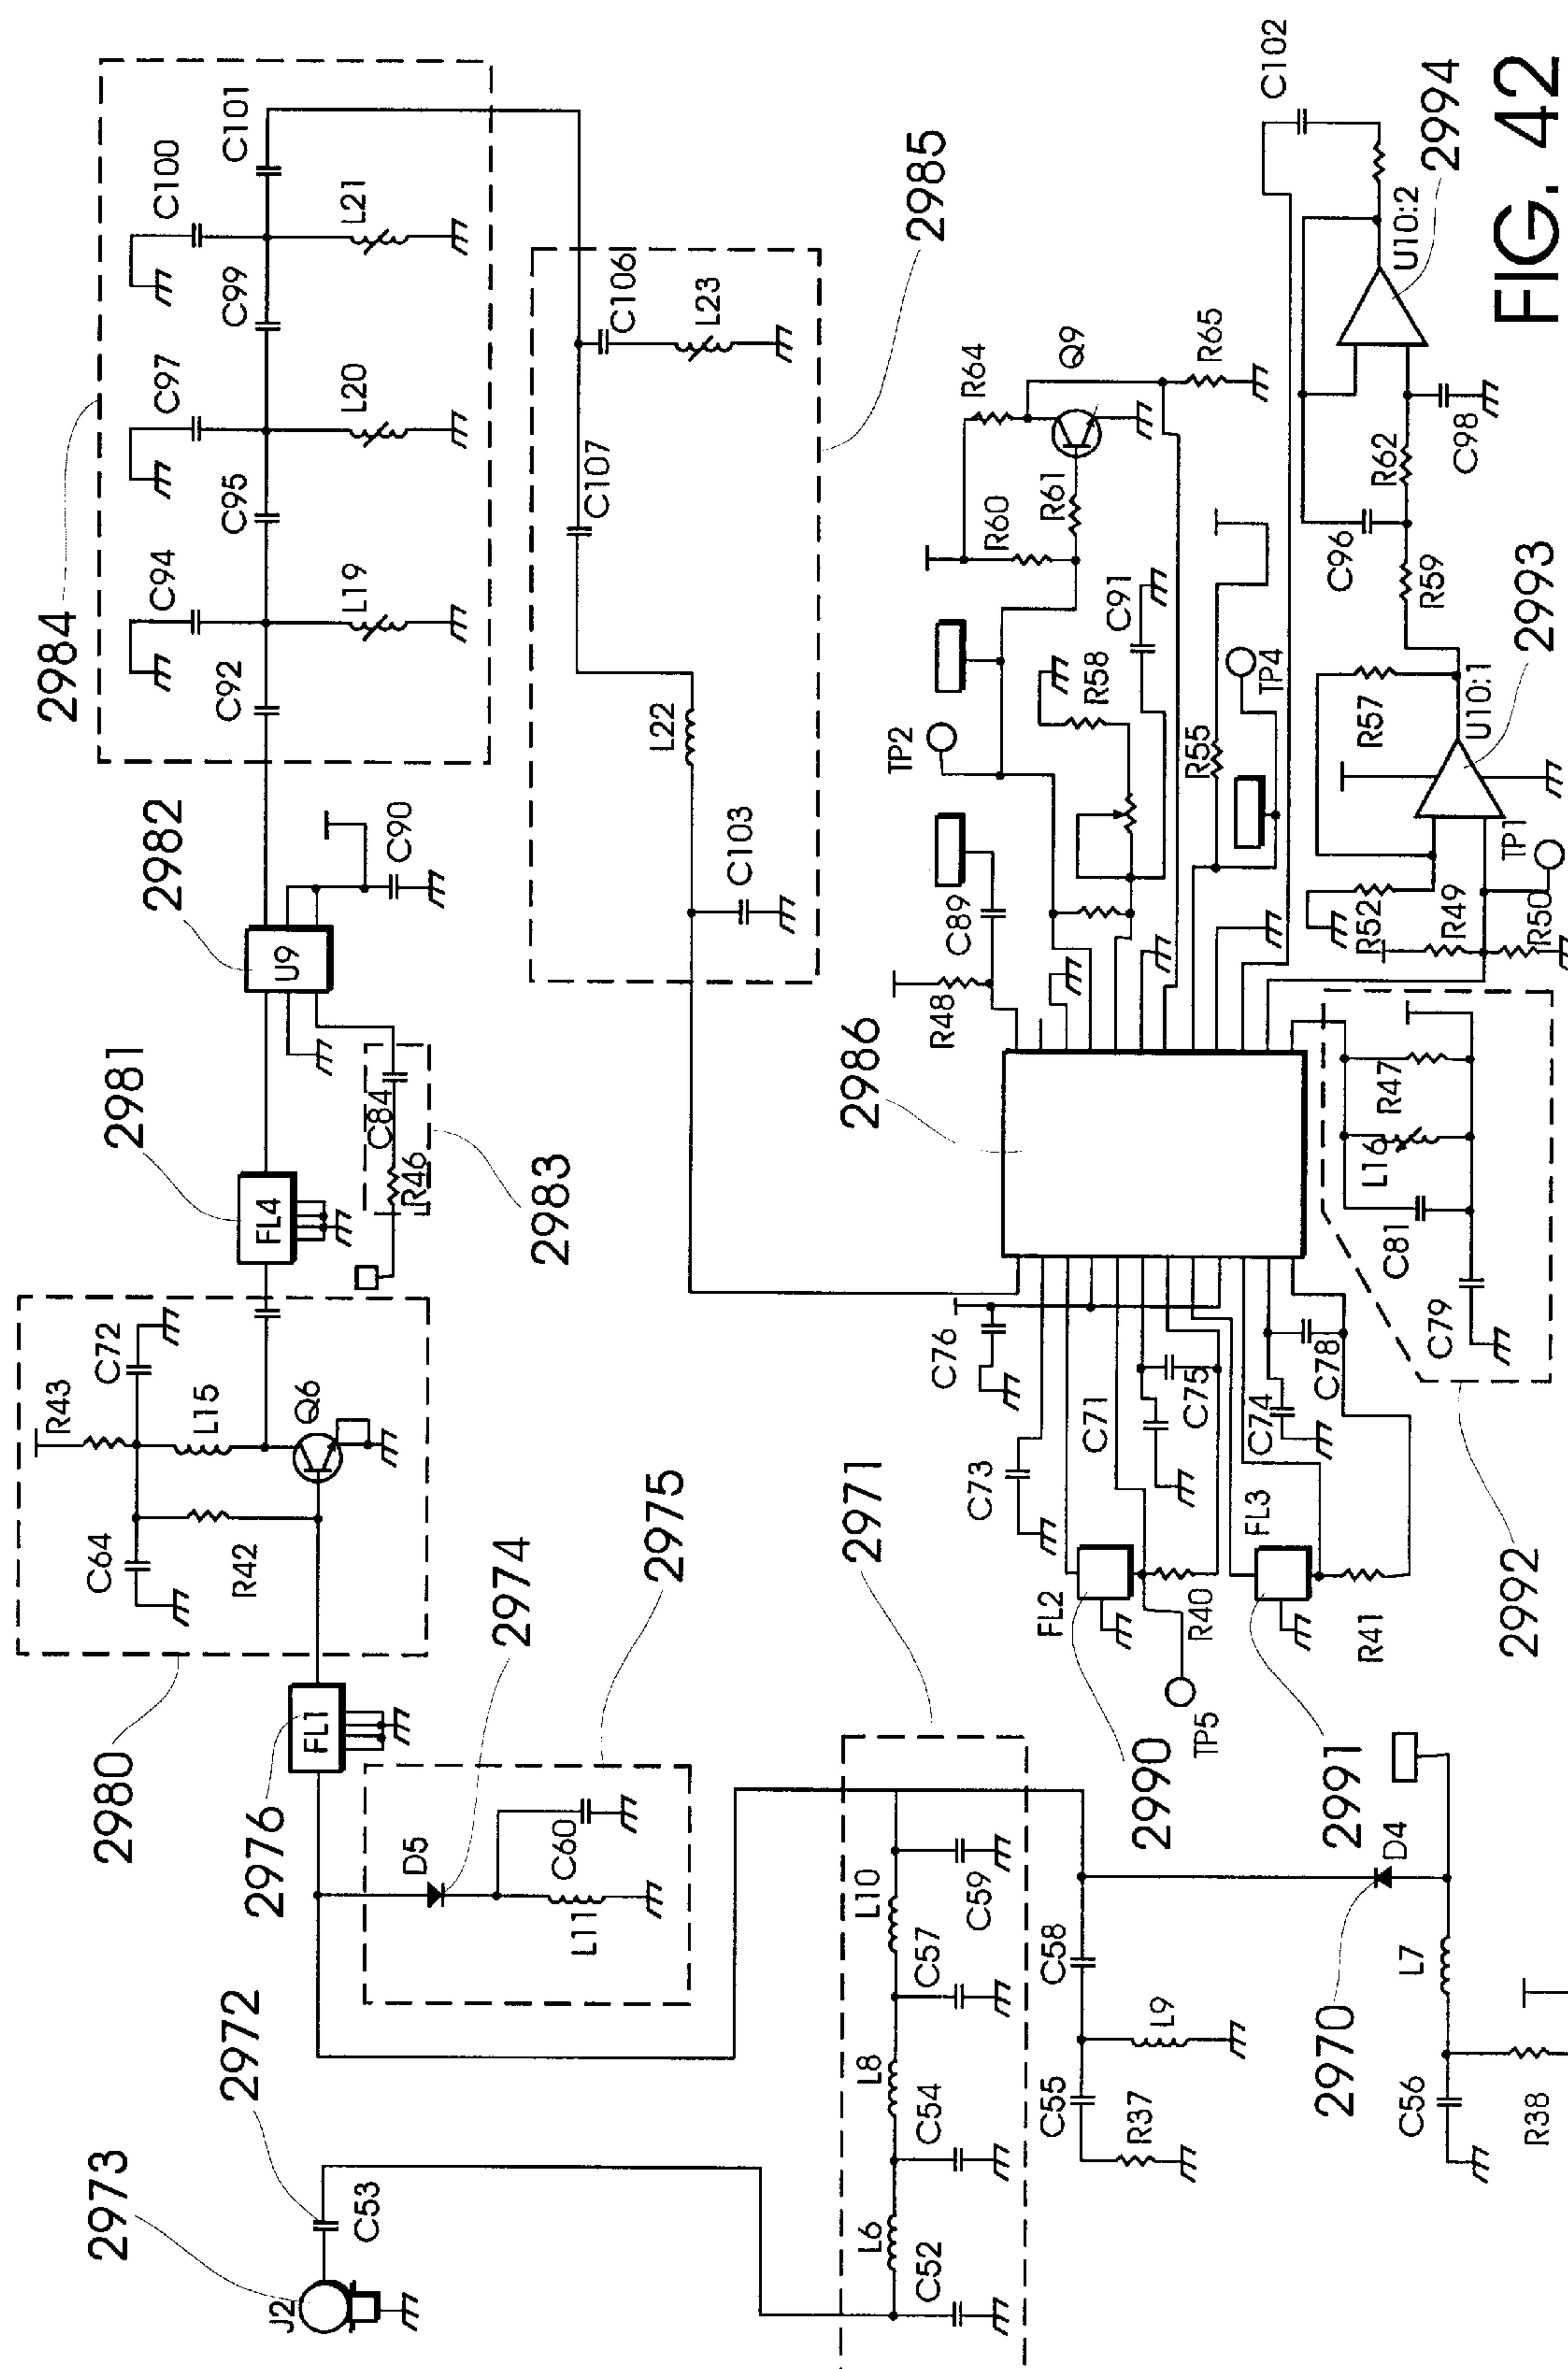 2973
2972
J2
C53
2976
2980
FL1
C64
R42
R43
C72
L15
Q6
2981
FL4
2982
U9
C90
C84
R46
2983
2984
C92
C94
L19
C95
C97
L20
C99
C100
L21
C101
D5
C60
L11
2974
2975
2971
L22
C103
C107
C106
L23
2985
L6
C52
L8
C54
L10
C57
C59
C55
R37
L9
C58
2970
D4
C56
L7
R38
2990
FL2
TP5
R40
C73
C71
C75
C76
2991
FL3
R41
C74
C78
2986
R48
C89
TP2
R60
R61
R64
Q9
R65
R58
C91
R55
TP4
2992
C79
C81
L16
R47
R52
R49
R50
TP1
R57
U10:1
2993
R59
C96
R62
C98
U10:2
2994
C102
FIG. 42